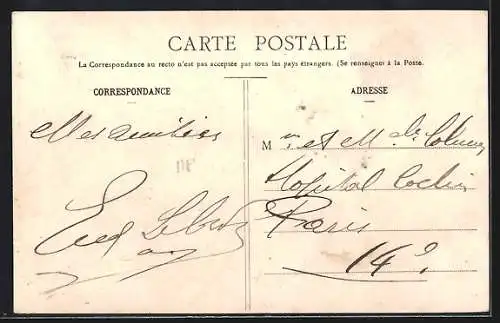 CARTE POSTALE
La Correspondance au recto n'est pas acceptée par tous les pays étrangers. (Se renseigner à la Poste.
CORRESPONDANCE
ADRESSE
Mes amitiés
M r et M
Hopital Cochin
Paris
14e